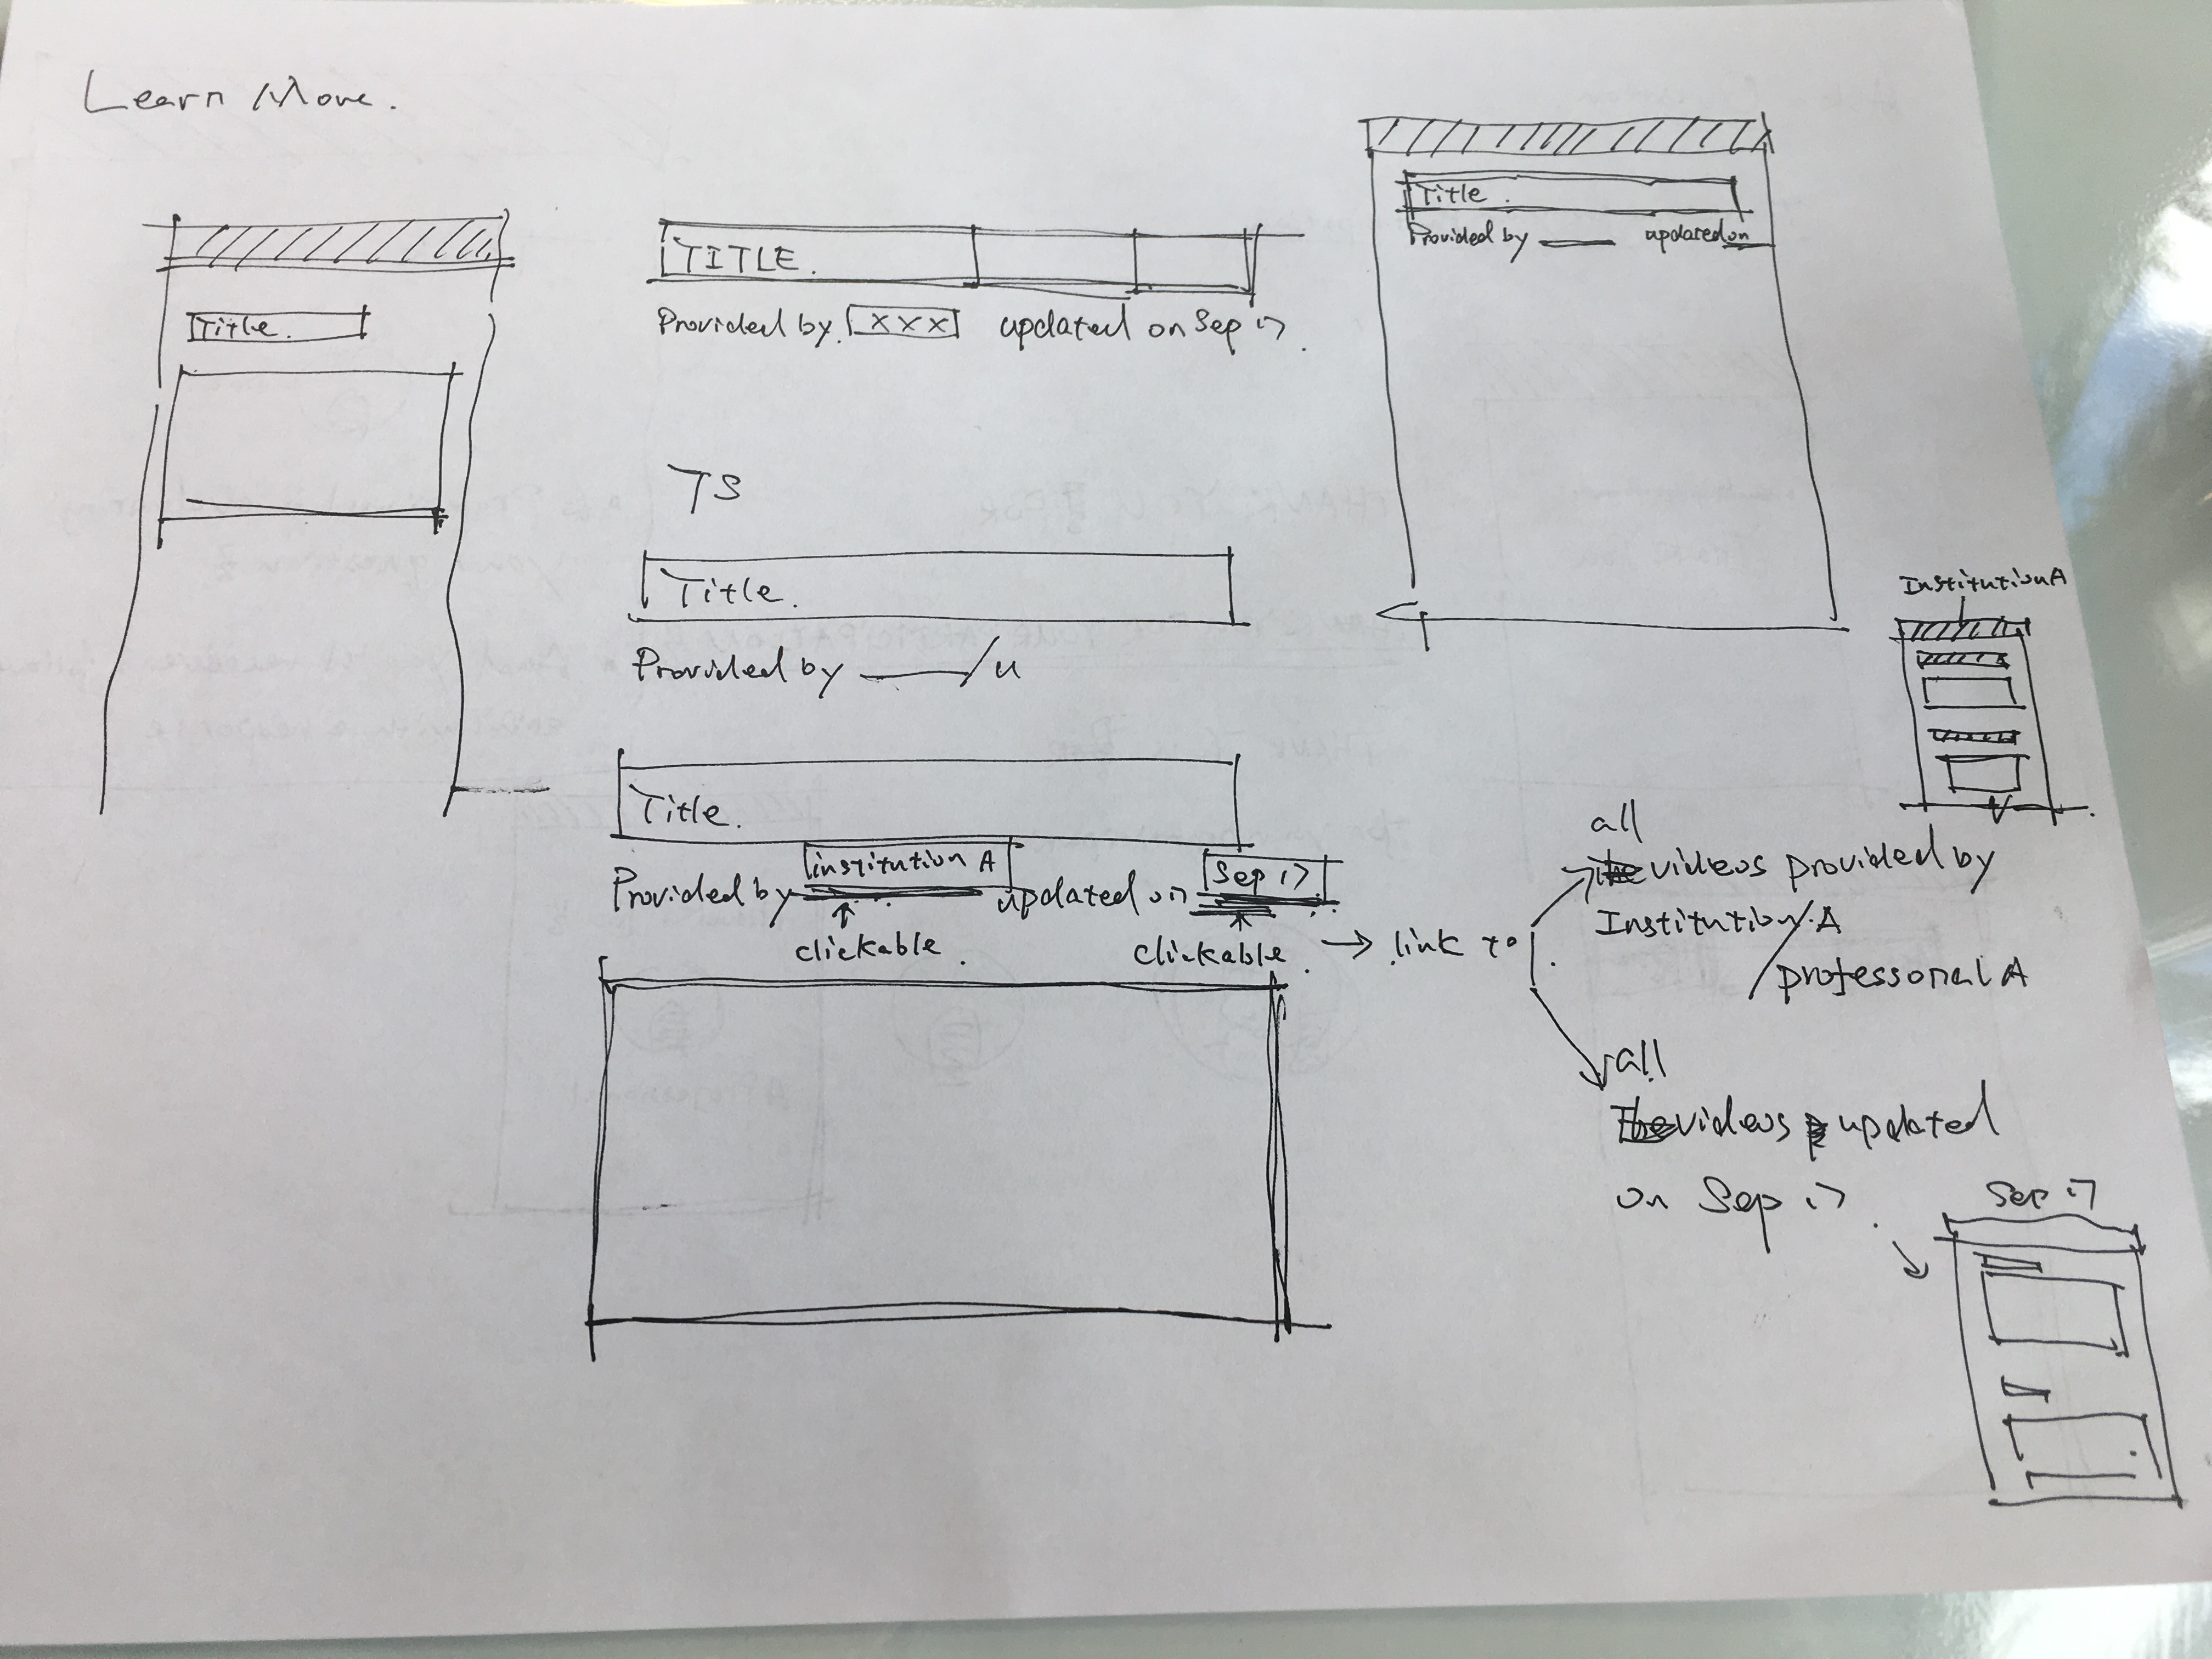 Learn More.
Title.
TITLE.
Provided by xxx updated on Sep 17.
Title.
Provided by updated on
TS
Title.
Provided by /u
Title.
Provided by institution A updated on Sep 17
clickable.
clickable. → link to
all
videos provided by
Institution A
/ professonal A
Institution A
all
videos updated
on Sep 17.
Sep 17